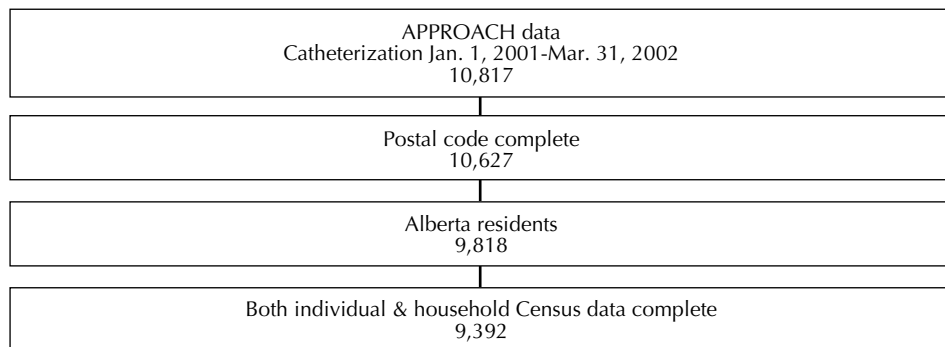 APPROACH data
Catheterization Jan. 1, 2001-Mar. 31, 2002
10,817
Postal code complete
10,627
Alberta residents
9,818
Both individual & household Census data complete
9,392